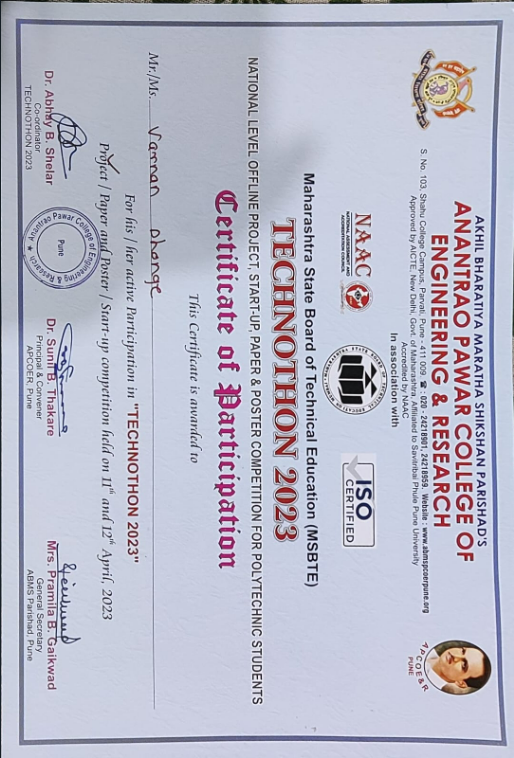 AKHIL BHARATIYA MARATHA SHIKSHAN PARISHAD'S
ANANTRAO PAWAR COLLEGE OF
ENGINEERING & RESEARCH
S. No. 103, Shahu College Campus, Parvati, Pune - 411 009. ☎ : 020 - 24218901, 24218959. Website : www.abmspcoerpune.org
Approved by AICTE, New Delhi, Govt. of Maharashtra, Affiliated to Savitribai Phule Pune University
Accredited by NAAC
In association with
COE&R
PUNE
NAAC
NATIONAL ASSESSMENT AND
ACCREDITATION COUNCIL
ISO
CERTIFIED
Maharashtra State Board of Technical Education (MSBTE)
TECHNOTHON 2023
NATIONAL LEVEL OFFLINE PROJECT, START-UP, PAPER & POSTER COMPETITION FOR POLYTECHNIC STUDENTS
Certificate of Participation
This Certificate is awarded to
Mr./Ms. Vamman Dhange
For his / her active Participation in "TECHNOTHON 2023"
Project / Paper and Poster / Start-up competition held on 11th and 12th April, 2023
Anantrao Pawar College of Engineering & Research
Pune
Dr. Abhay B. Shelar
Co-ordinator
TECHNOTHON 2023
Dr. Sunil B. Thakare
Principal & Convener
APCOER, Pune
Mrs. Pramila B. Gaikwad
General Secretary
ABMS Parishad, Pune